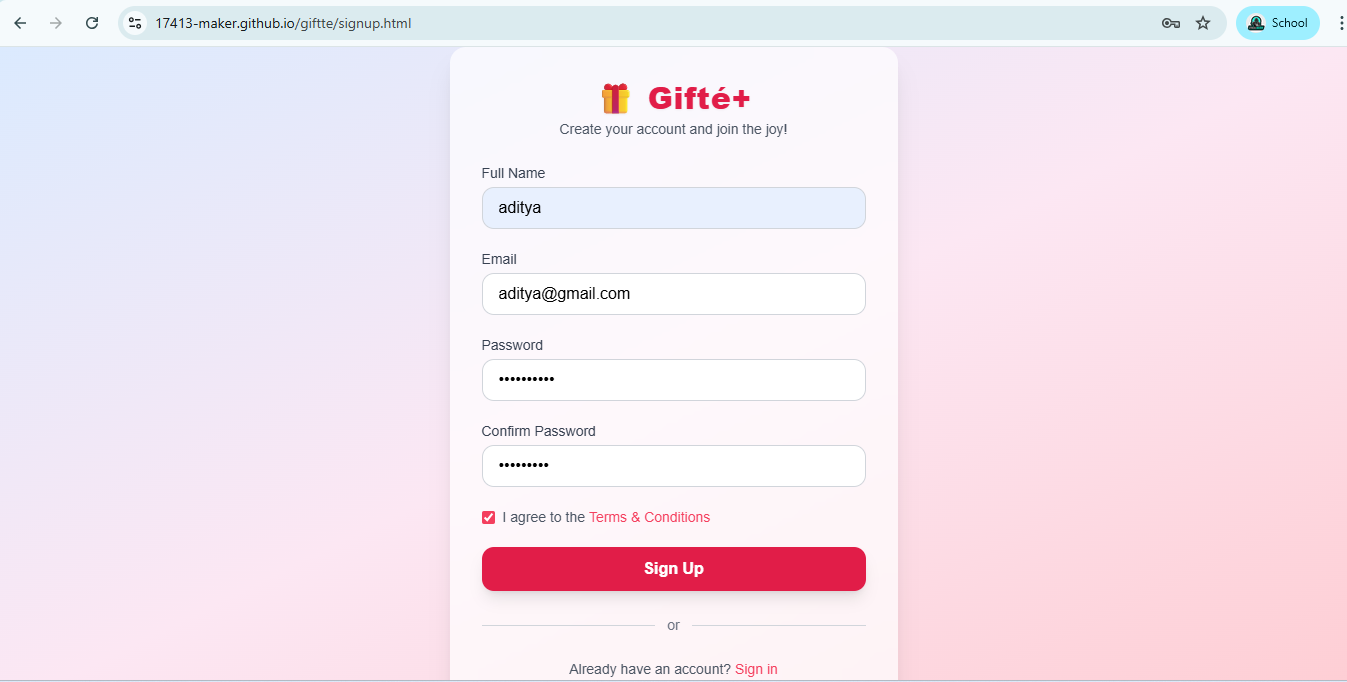 17413-maker.github.io/giftte/signup.html
School
Gifté+
Create your account and join the joy!
Full Name
aditya
Email
aditya@gmail.com
Password
••••••••••
Confirm Password
•••••••••
I agree to the Terms & Conditions
Sign Up
or
Already have an account? Sign in